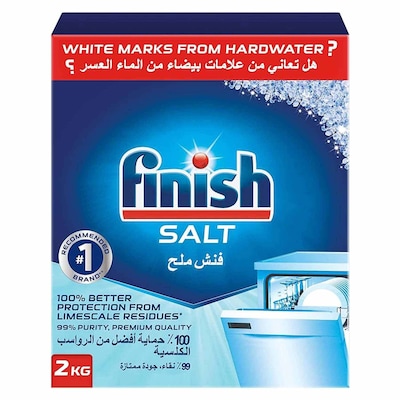 WHITE MARKS FROM HARDWATER?
هل تعاني من علامات بيضاء من الماء العسر ؟
finish
SALT
فنش ملح
RECOMMENDED
#1
BRAND**
100% BETTER
PROTECTION FROM
LIMESCALE RESIDUES*
99% PURITY, PREMIUM QUALITY
100٪ حماية أفضل من الرواسب
الكلسية
99٪ نقاء، جودة ممتازة
2 KG